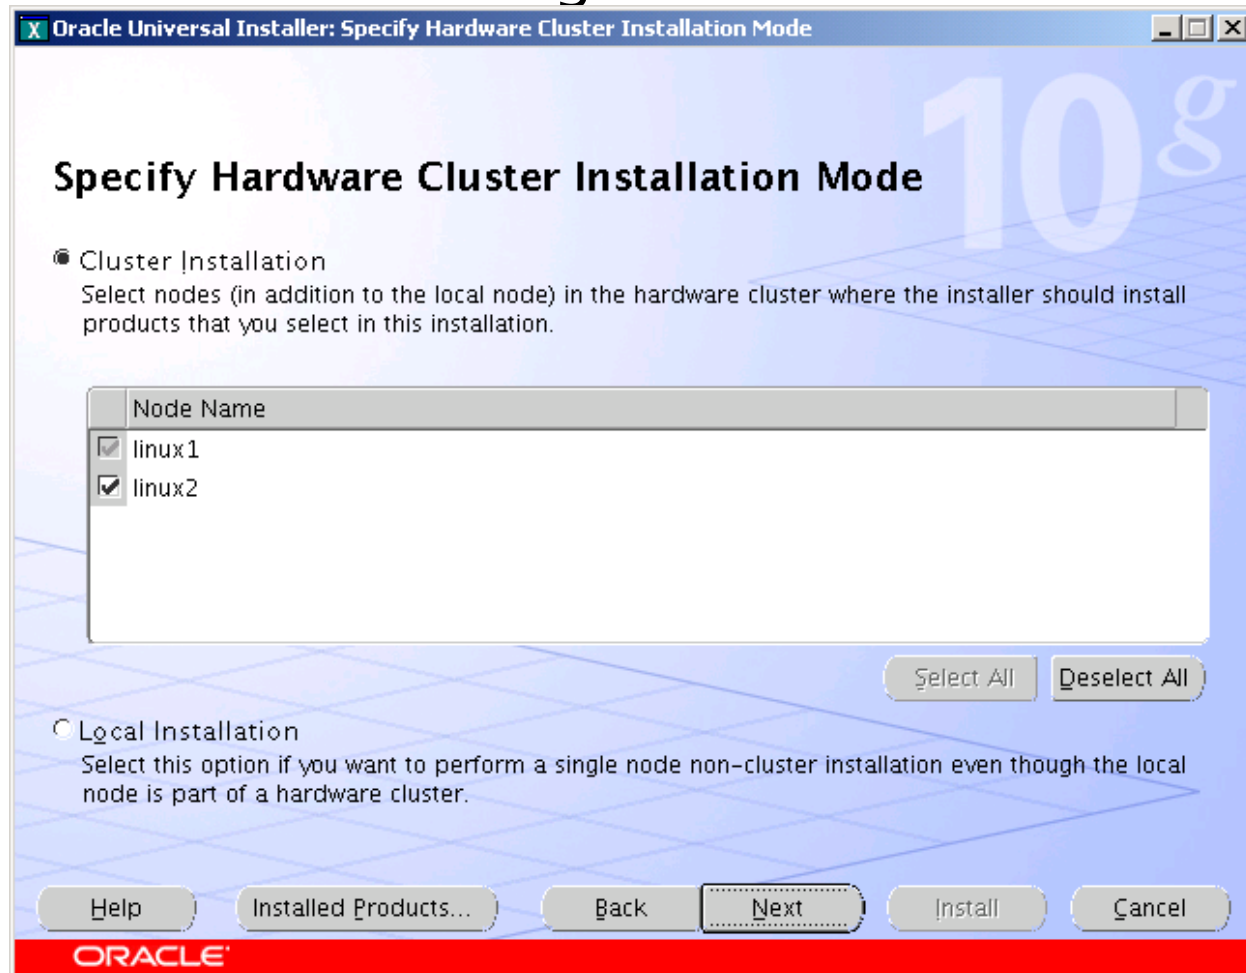 g
X Oracle Universal Installer: Specify Hardware Cluster Installation Mode
10g
Specify Hardware Cluster Installation Mode
Cluster Installation
Select nodes (in addition to the local node) in the hardware cluster where the installer should install
products that you select in this installation.
Node Name
linux1
linux2
Select All Deselect All
Local Installation
Select this option if you want to perform a single node non-cluster installation even though the local
node is part of a hardware cluster.
Help Installed Products... Back Next Install Cancel
ORACLE